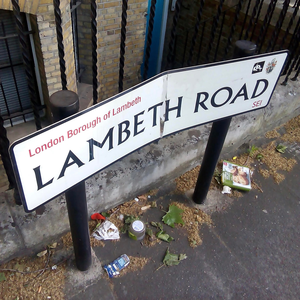 London Borough of Lambeth
LAMBETH ROAD
SE1